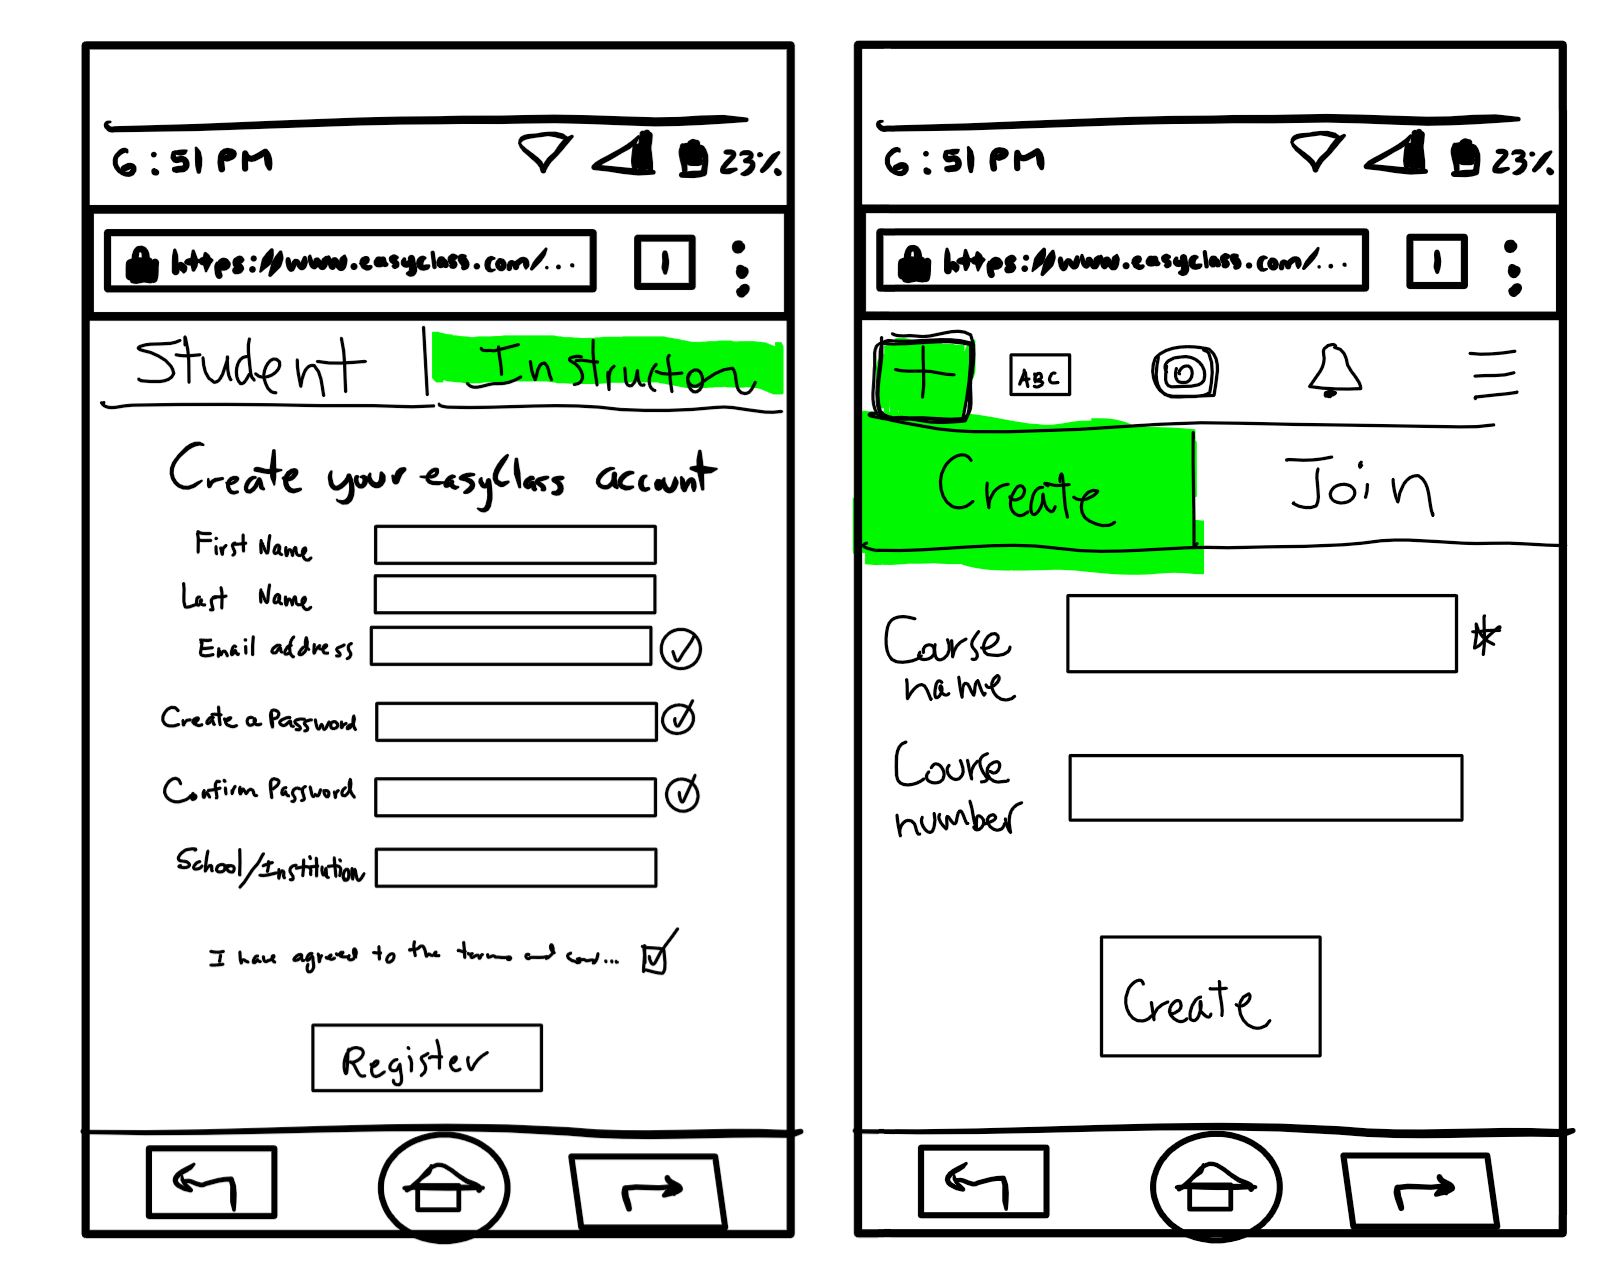 6:51 PM 23%
https://www.easyclass.com/... 1
Student Instructor
Create your easyClass account
First Name
Last Name
Email address
Create a Password
Confirm Password
School/Institution
I have agreed to the terms and cond...
Register
6:51 PM 23%
https://www.easyclass.com/... 1
ABC
Create Join
Course
name *
Course
number
Create